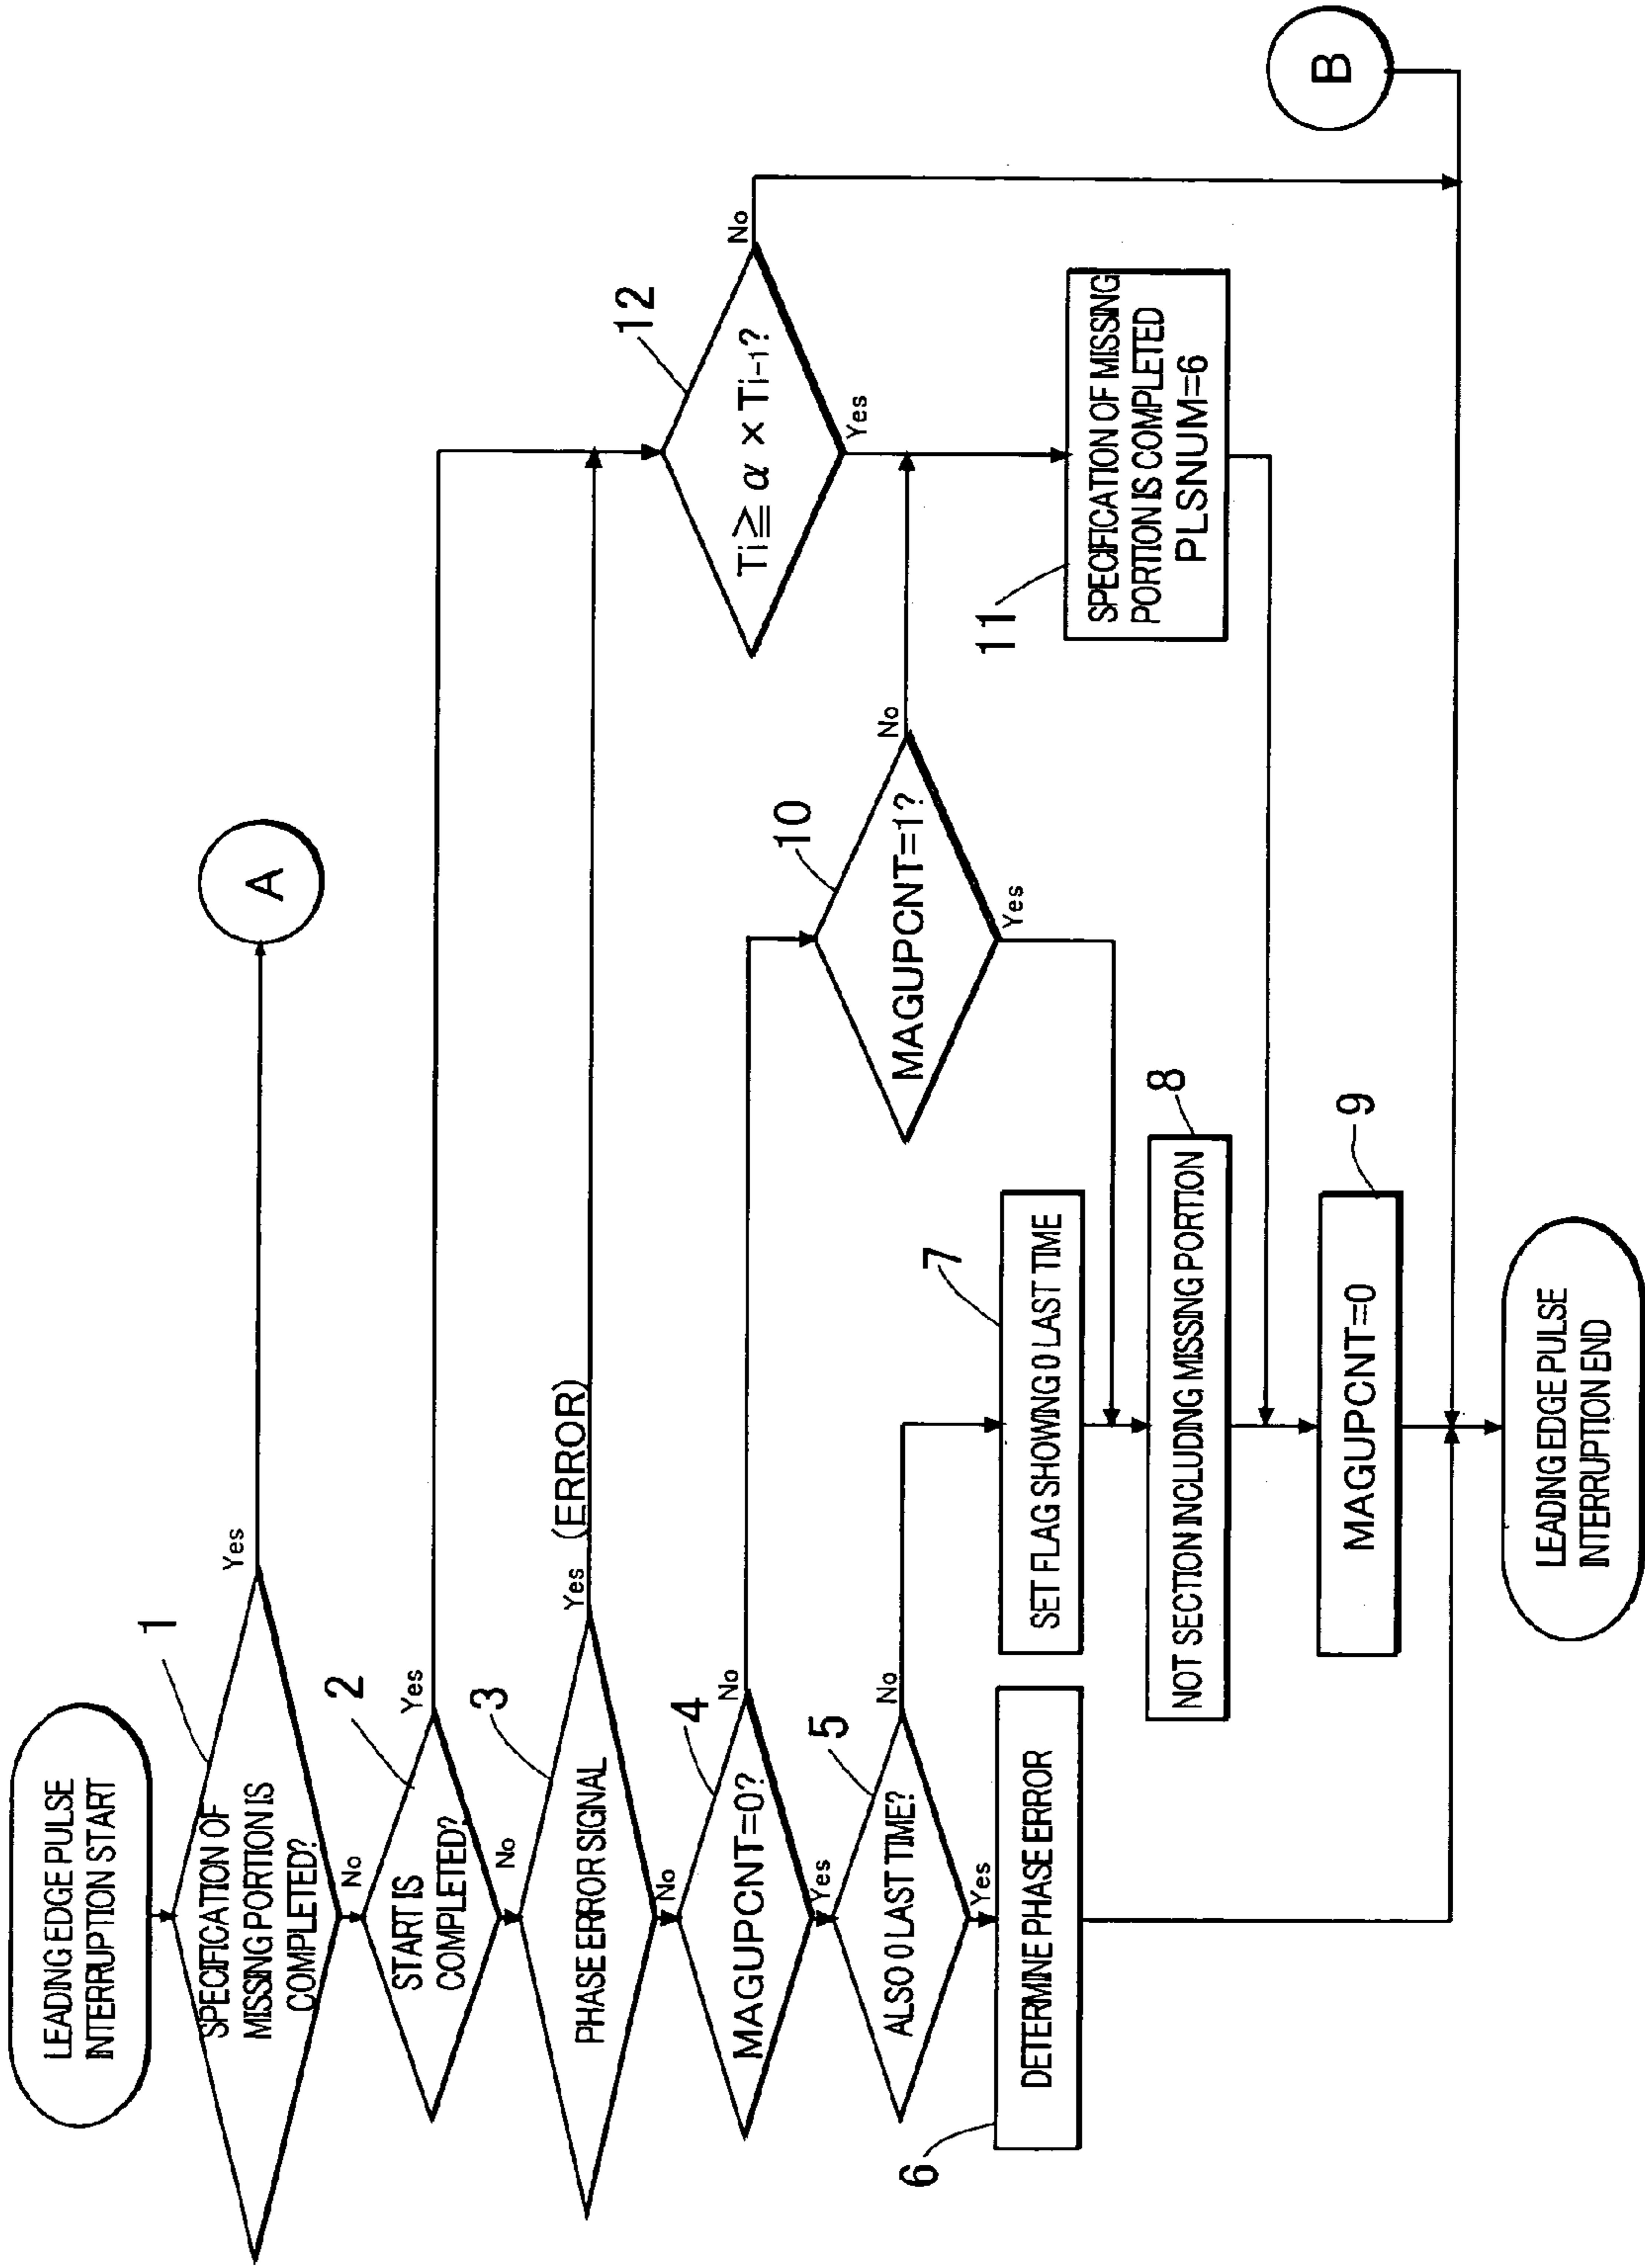 LEADING EDGE PULSE
INTERRUPTION START
1
SPECIFICATION OF
MISSING PORTION IS
COMPLETED?
Yes
A
No
2
START IS
COMPLETED?
Yes
No
3
PHASE ERROR SIGNAL
Yes (ERROR)
No
4
MAGUPCNT=0?
No
Yes
5
ALSO 0 LAST TIME?
No
Yes
6
DETERMINE PHASE ERROR
7
SET FLAG SHOWING 0 LAST TIME
8
NOT SECTION INCLUDING MISSING PORTION
9
MAGUPCNT=0
10
MAGUPCNT=1?
No
Yes
12
Ti≧α×Ti-1?
No
Yes
11
SPECIFICATION OF MISSING
PORTION IS COMPLETED
PLSNUM=6
B
LEADING EDGE PULSE
INTERRUPTION END